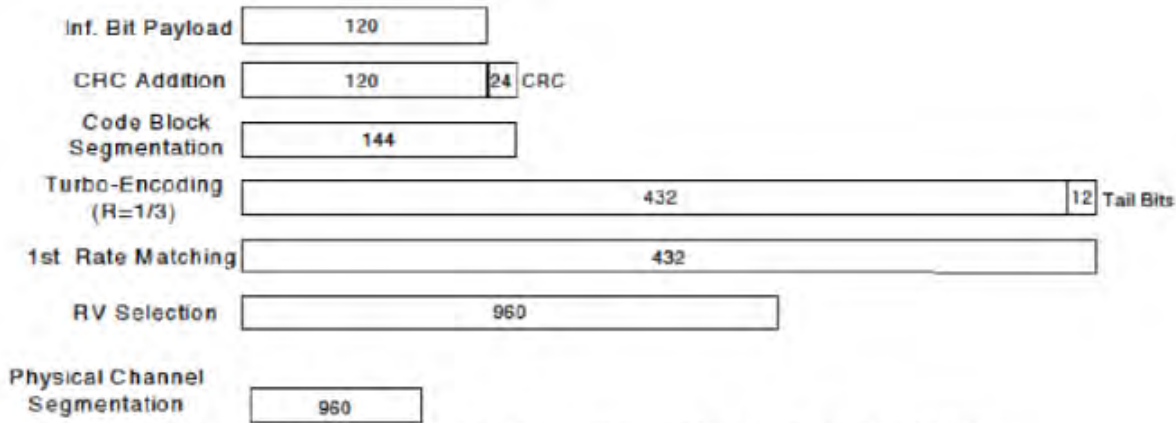 Inf. Bit Payload 120
CRC Addition 120 24 CRC
Code Block
Segmentation 144
Turbo-Encoding
(R=1/3) 432 12 Tail Bits
1st Rate Matching 432
RV Selection 960
Physical Channel
Segmentation 960